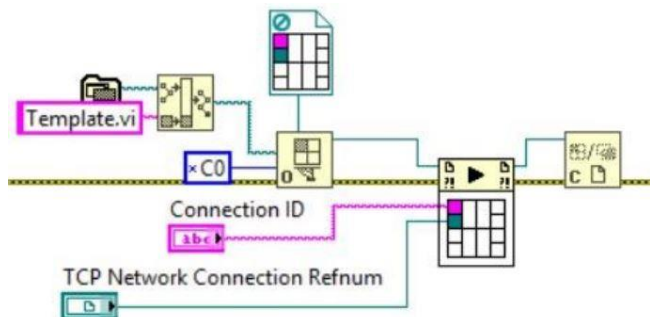 Template.vi
×C0
O
C
Connection ID
abc
TCP Network Connection Refnum